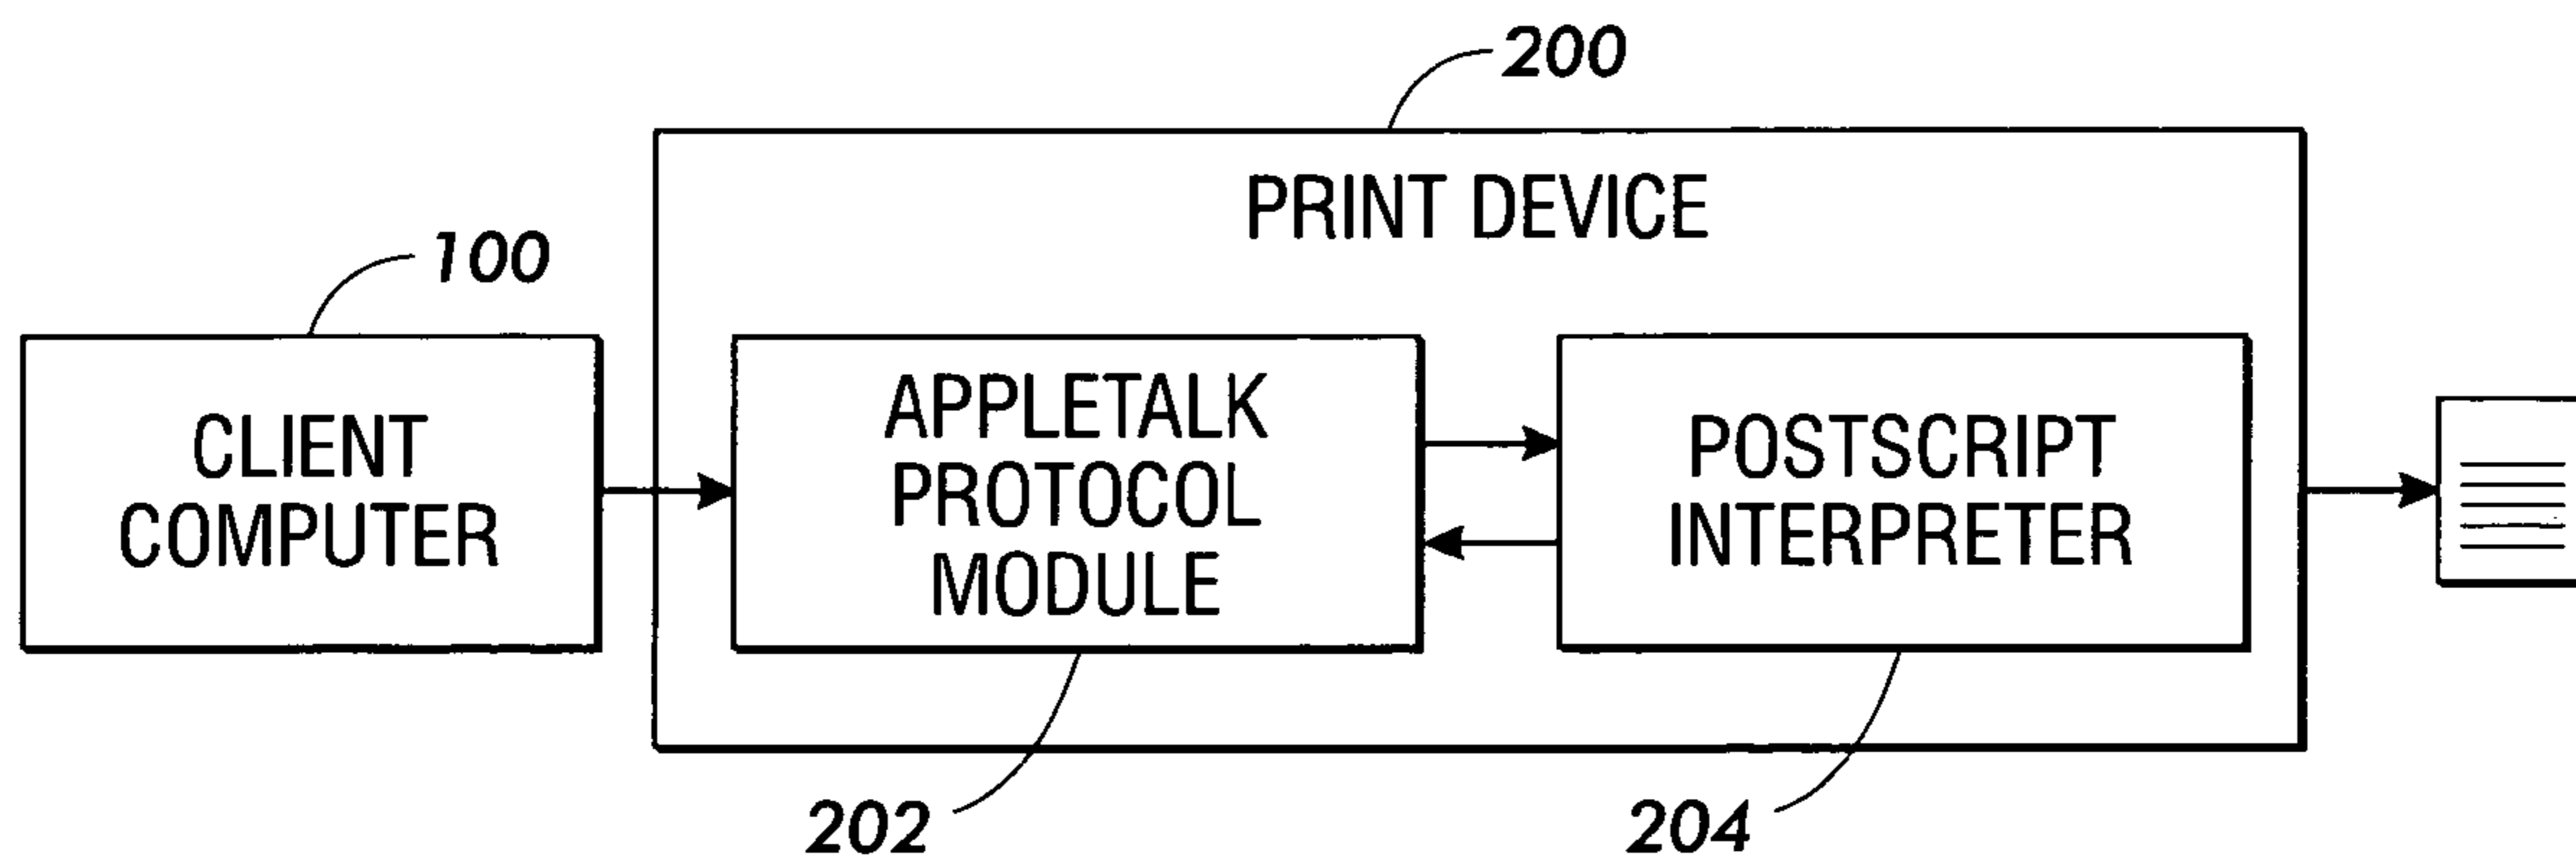 200
PRINT DEVICE
100
CLIENT
COMPUTER
APPLETALK
PROTOCOL
MODULE
POSTSCRIPT
INTERPRETER
202
204